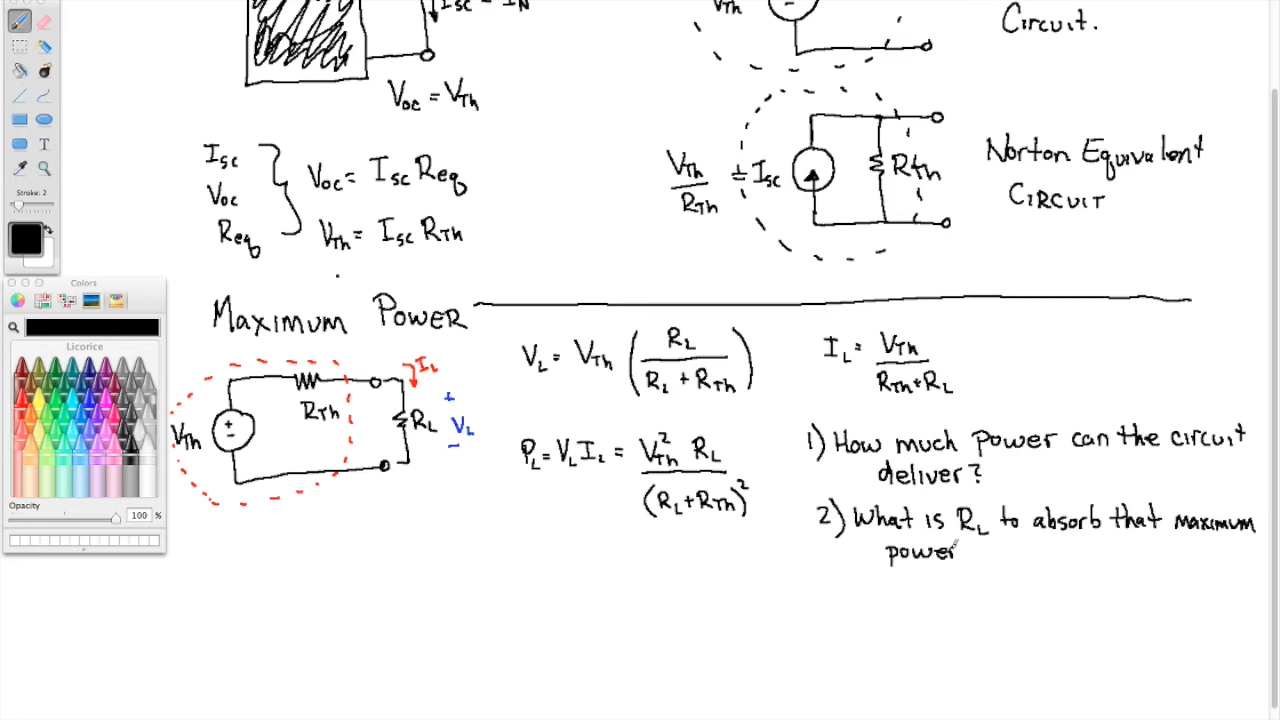 Isc = IN
VTh
Circuit.
Voc = VTh
Isc
Voc
Req
Voc = Isc Req
VTh = Isc RTh
VTh
RTh
= Isc
Rth
Norton Equivalent
CIRCUIT
Stroke: 2
Colors
Licorice
Opacity
100 %
Maximum Power
VTh
+
-
RTh
IL
RL
+
VL
-
VL = VTh ( RL / RL + RTh )
IL = VTh / RTh + RL
PL = VL IL = VTh² RL / (RL + RTh)²
1) How much power can the circuit
deliver?
2) What is RL to absorb that maximum
power
T